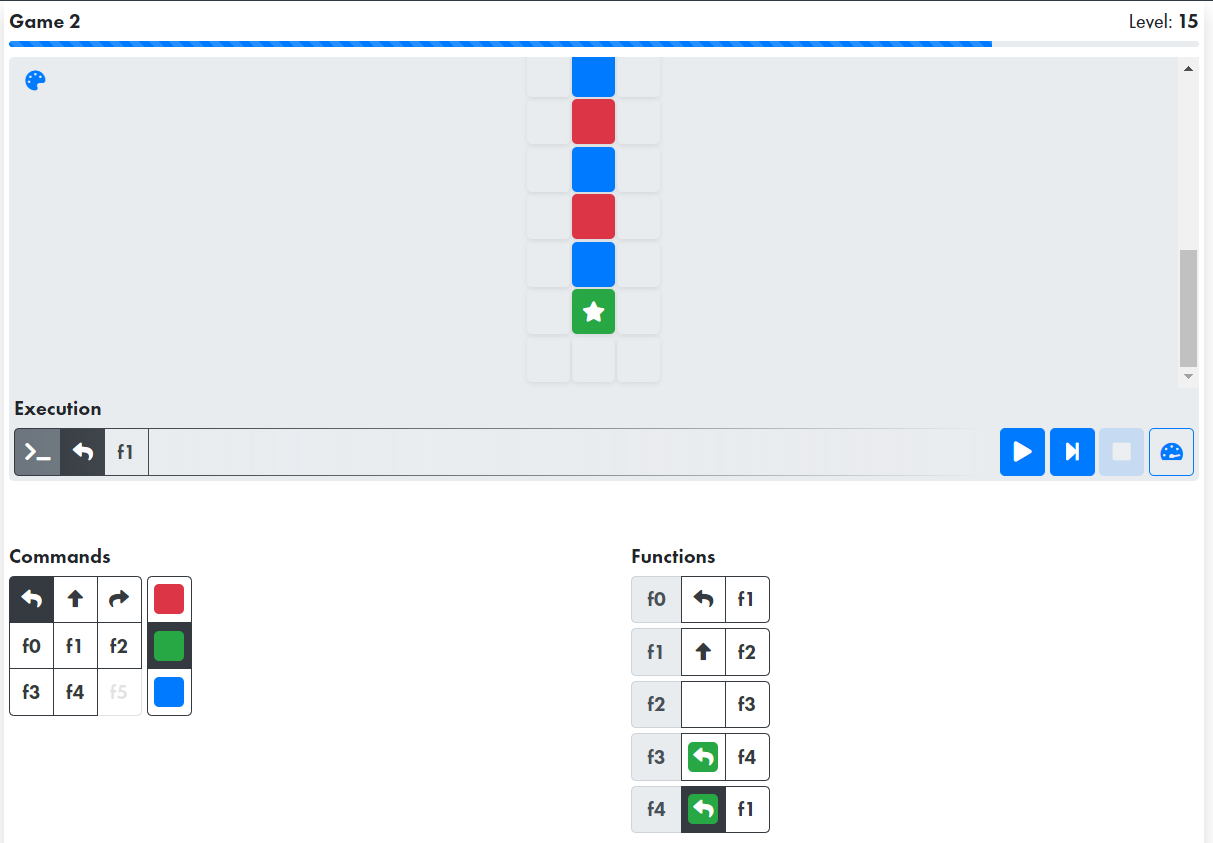 Game 2
Level: 15
Execution
f1
Commands
Functions
f0 f1 f2
f3 f4 f5
f0 f1
f1 f2
f2 f3
f3 f4
f4 f1